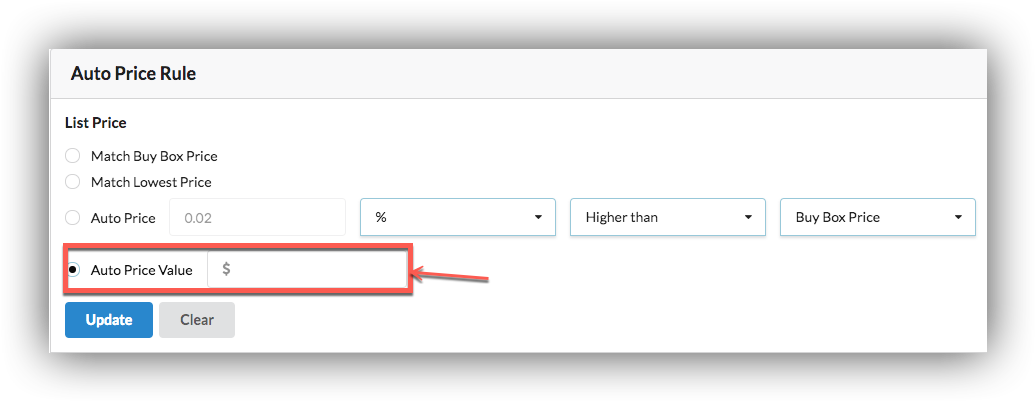 Auto Price Rule
List Price
Match Buy Box Price
Match Lowest Price
Auto Price 0.02 % Higher than Buy Box Price
Auto Price Value $
Update Clear